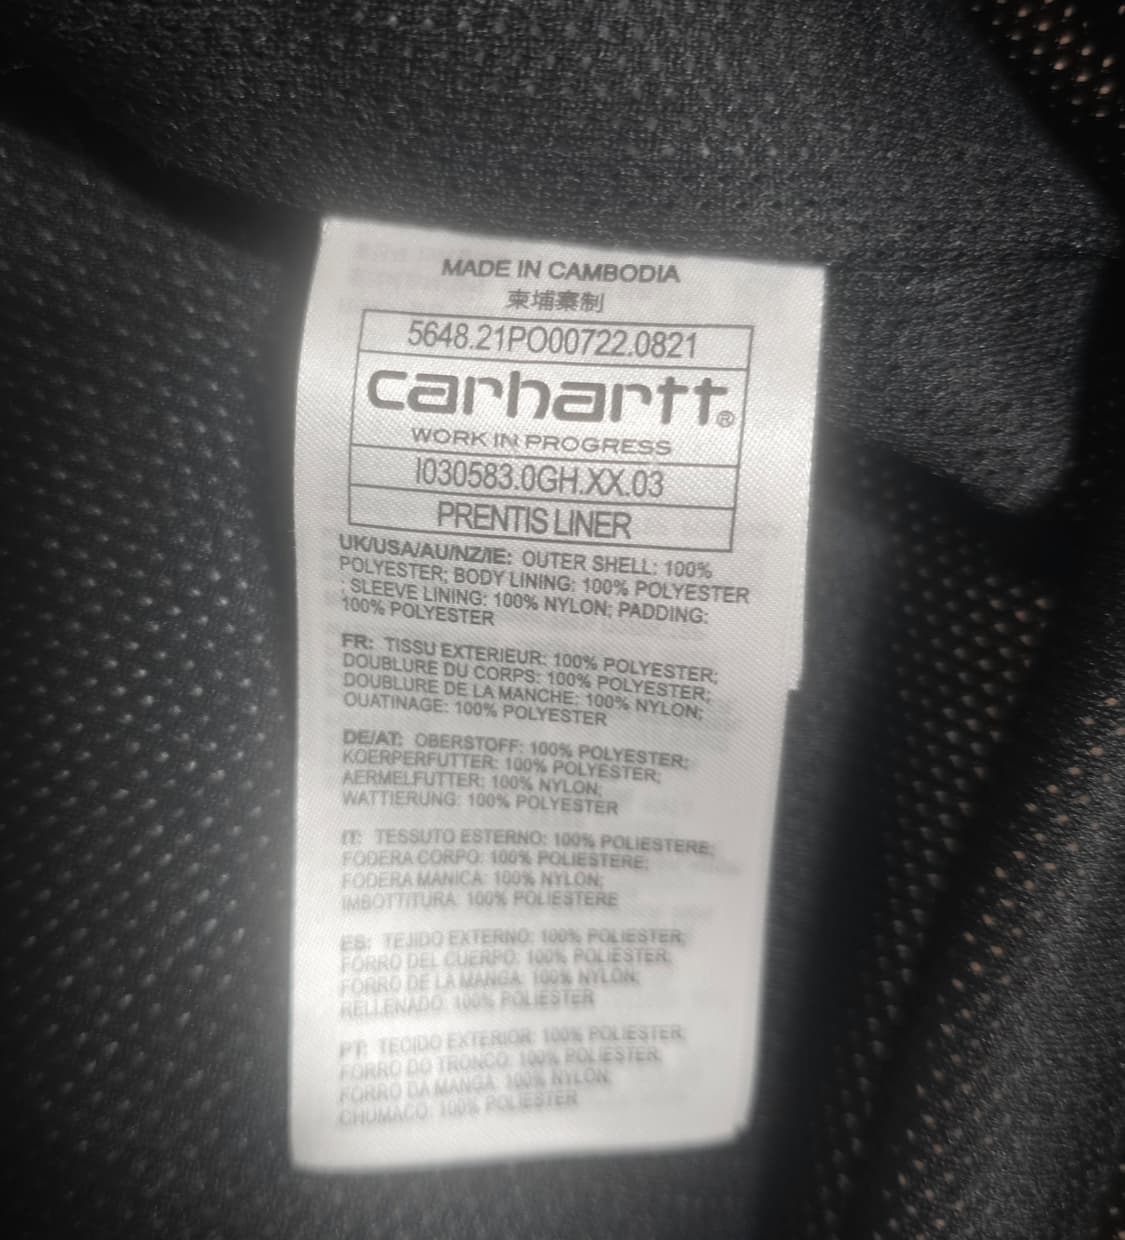 MADE IN CAMBODIA
柬埔寨制
5648.21PO00722.0821
carhartt®
WORK IN PROGRESS
I030583.0GH.XX.03
PRENTIS LINER
UK/USA/AU/NZ/IE: OUTER SHELL: 100%
POLYESTER; BODY LINING: 100% POLYESTER
; SLEEVE LINING: 100% NYLON; PADDING:
100% POLYESTER
FR: TISSU EXTERIEUR: 100% POLYESTER;
DOUBLURE DU CORPS: 100% POLYESTER;
DOUBLURE DE LA MANCHE: 100% NYLON;
OUATINAGE: 100% POLYESTER
DE/AT: OBERSTOFF: 100% POLYESTER;
KOERPERFUTTER: 100% POLYESTER;
AERMELFUTTER: 100% NYLON;
WATTIERUNG: 100% POLYESTER
IT: TESSUTO ESTERNO: 100% POLIESTERE;
FODERA CORPO: 100% POLIESTERE;
FODERA MANICA: 100% NYLON;
IMBOTTITURA: 100% POLIESTERE
ES: TEJIDO EXTERNO: 100% POLIESTER;
FORRO DEL CUERPO: 100% POLIESTER;
FORRO DE LA MANGA: 100% NYLON;
RELLENADO: 100% POLIESTER
PT: TECIDO EXTERIOR: 100% POLIESTER;
FORRO DO TRONCO: 100% POLIESTER;
FORRO DA MANGA: 100% NYLON;
CHUMACO: 100% POLIESTER